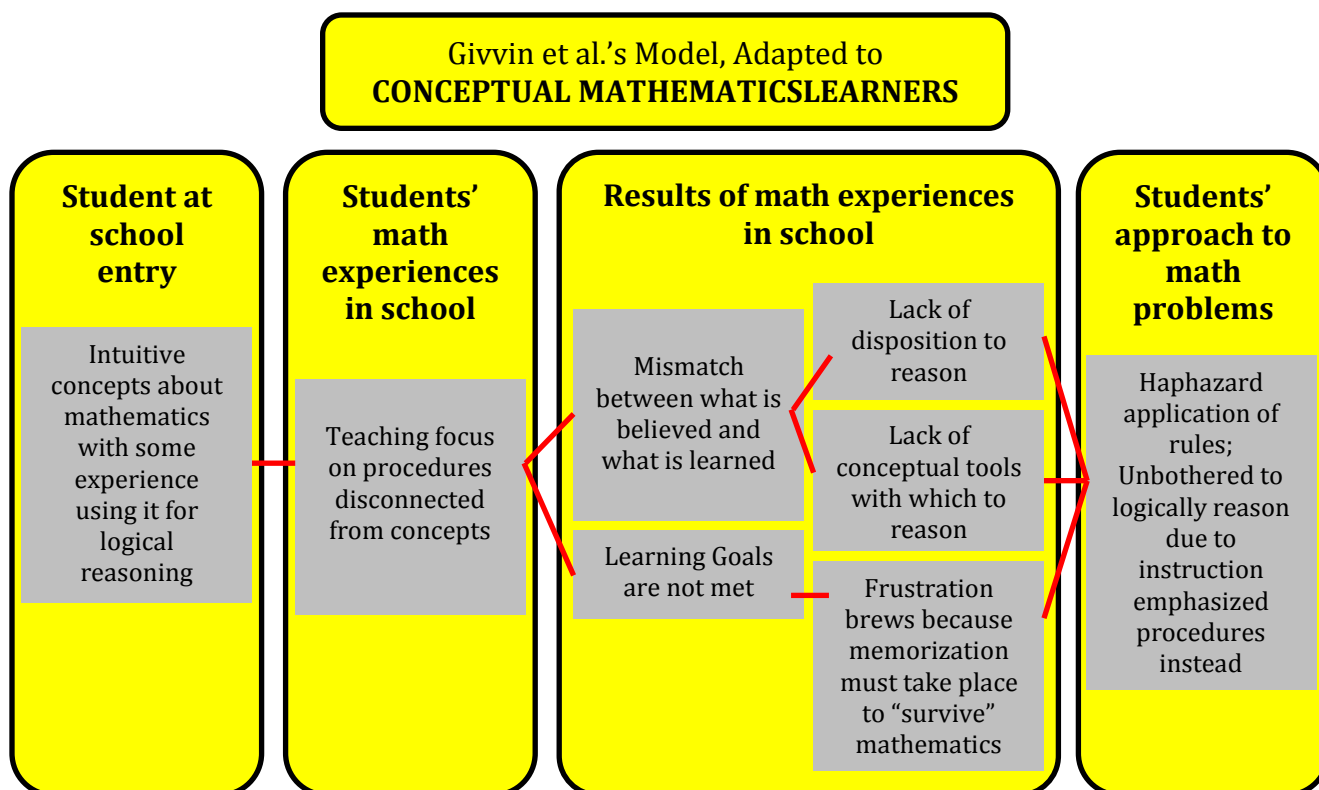 Givvin et al.’s Model, Adapted to
CONCEPTUAL MATHEMATICSLEARNERS
Student at
school
entry
Intuitive
concepts about
mathematics
with some
experience
using it for
logical
reasoning
Students’
math
experiences
in school
Teaching focus
on procedures
disconnected
from concepts
Results of math experiences
in school
Mismatch
between what is
believed and
what is learned
Learning Goals
are not met
Lack of
disposition to
reason
Lack of
conceptual tools
with which to
reason
Frustration
brews because
memorization
must take place
to “survive”
mathematics
Students’
approach to
math
problems
Haphazard
application of
rules;
Unbothered to
logically reason
due to
instruction
emphasized
procedures
instead